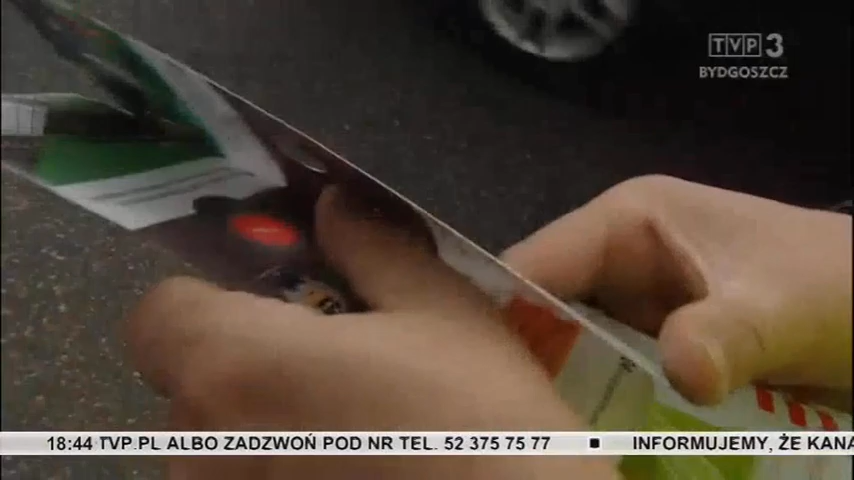 TVP3
BYDGOSZCZ
18:44 TVP.PL ALBO ZADZWOŃ POD NR TEL. 52 375 75 77 ■ INFORMUJEMY, ŻE KANA